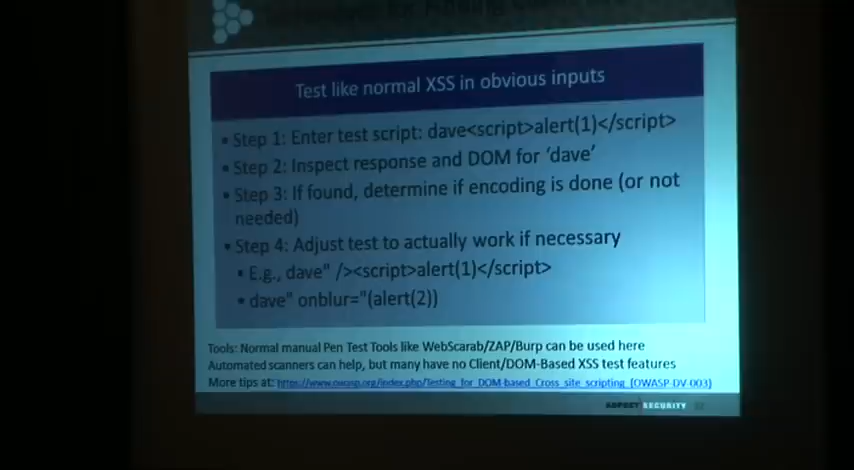 Test like normal XSS in obvious inputs
▪ Step 1: Enter test script: dave<script>alert(1)</script>
▪ Step 2: Inspect response and DOM for 'dave'
▪ Step 3: If found, determine if encoding is done (or not
needed)
▪ Step 4: Adjust test to actually work if necessary
▪ E.g., dave" /><script>alert(1)</script>
▪ dave" onblur="(alert(2))
Tools: Normal manual Pen Test Tools like WebScarab/ZAP/Burp can be used here
Automated scanners can help, but many have no Client/DOM-Based XSS test features
More tips at: https://www.owasp.org/index.php/Testing_for_DOM-based_Cross_site_scripting_(OWASP-DV-003)
ASPECT SECURITY